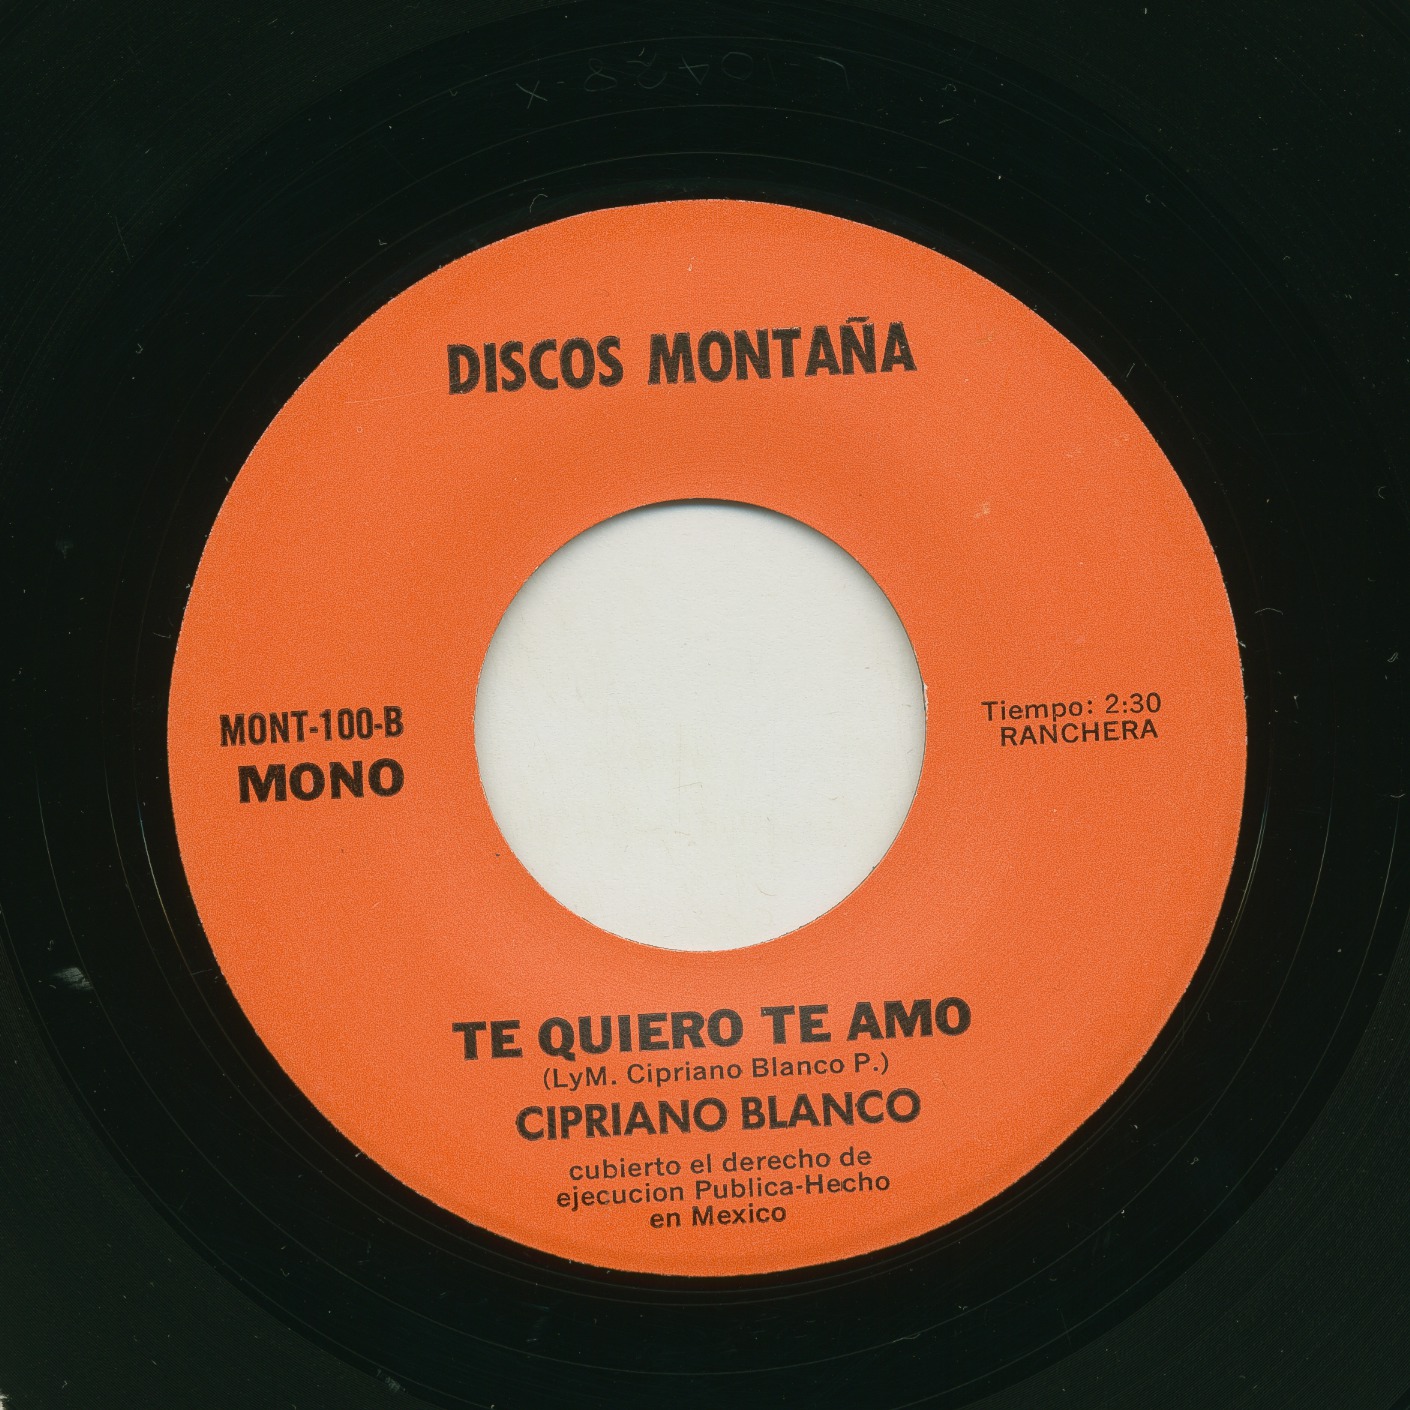 DISCOS MONTAÑA
MONT-100-B
MONO
Tiempo: 2:30
RANCHERA
TE QUIERO TE AMO
(LyM. Cipriano Blanco P.)
CIPRIANO BLANCO
cubierto el derecho de
ejecucion Publica-Hecho
en Mexico